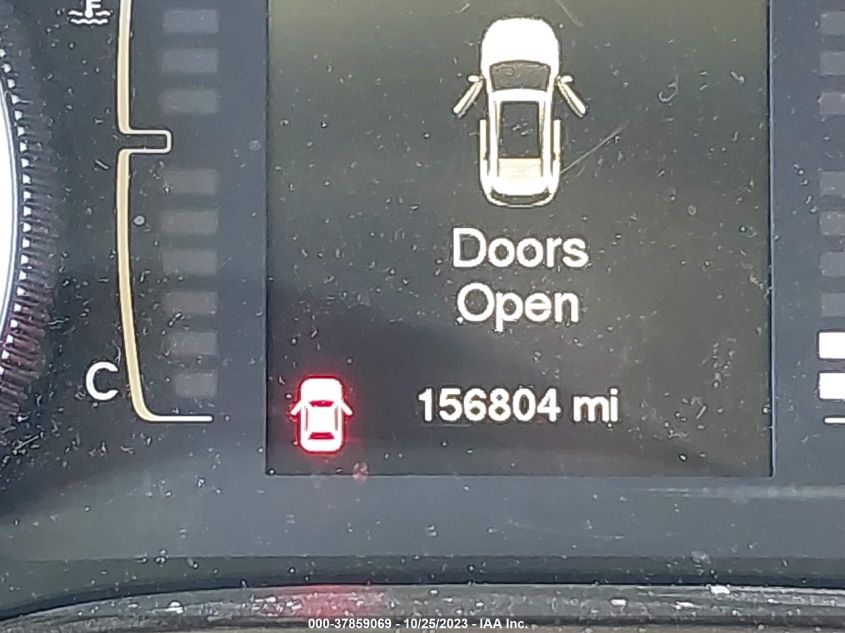 Doors
Open
C
156804 mi
000-37859069 - 10/25/2023 - IAA Inc.